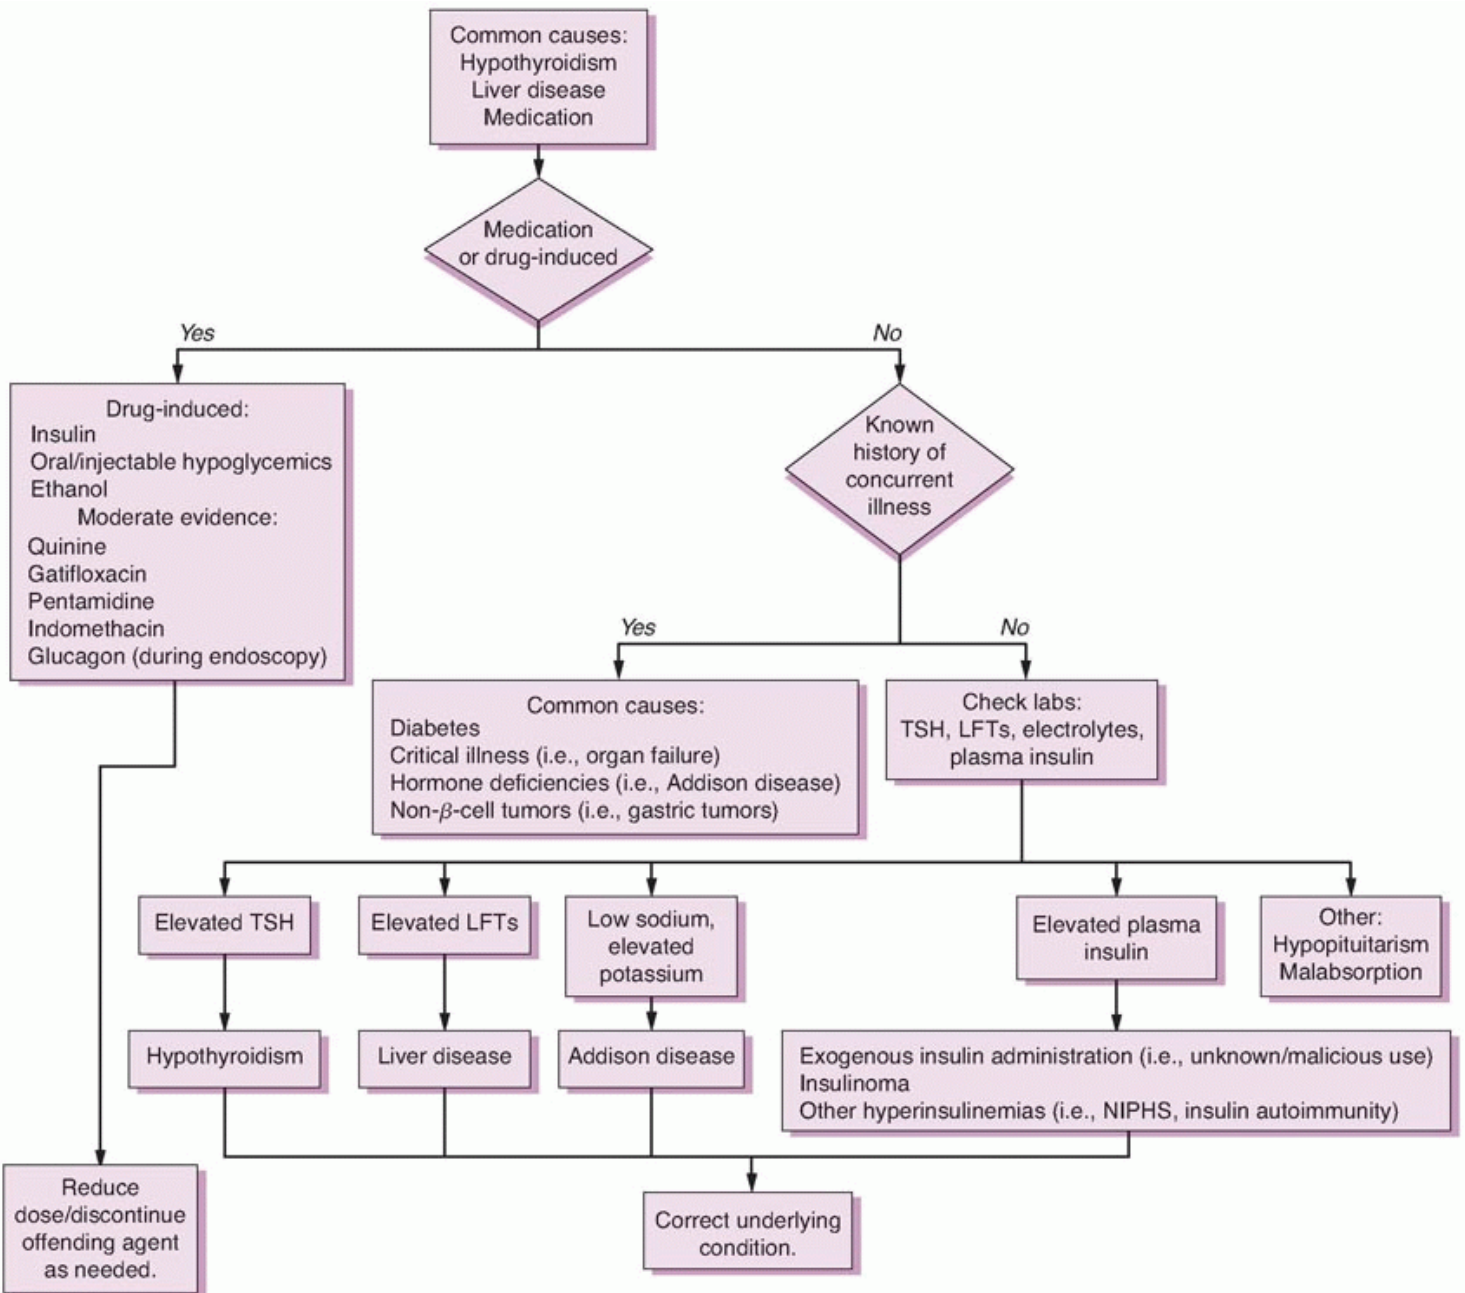 Common causes:
Hypothyroidism
Liver disease
Medication
Medication
or drug-induced
Yes
No
Drug-induced:
Insulin
Oral/injectable hypoglycemics
Ethanol
Moderate evidence:
Quinine
Gatifloxacin
Pentamidine
Indomethacin
Glucagon (during endoscopy)
Known
history of
concurrent
illness
Yes
No
Common causes:
Diabetes
Critical illness (i.e., organ failure)
Hormone deficiencies (i.e., Addison disease)
Non-β-cell tumors (i.e., gastric tumors)
Check labs:
TSH, LFTs, electrolytes,
plasma insulin
Elevated TSH
Elevated LFTs
Low sodium,
elevated
potassium
Elevated plasma
insulin
Other:
Hypopituitarism
Malabsorption
Hypothyroidism
Liver disease
Addison disease
Exogenous insulin administration (i.e., unknown/malicious use)
Insulinoma
Other hyperinsulinemias (i.e., NIPHS, insulin autoimmunity)
Reduce
dose/discontinue
offending agent
as needed.
Correct underlying
condition.